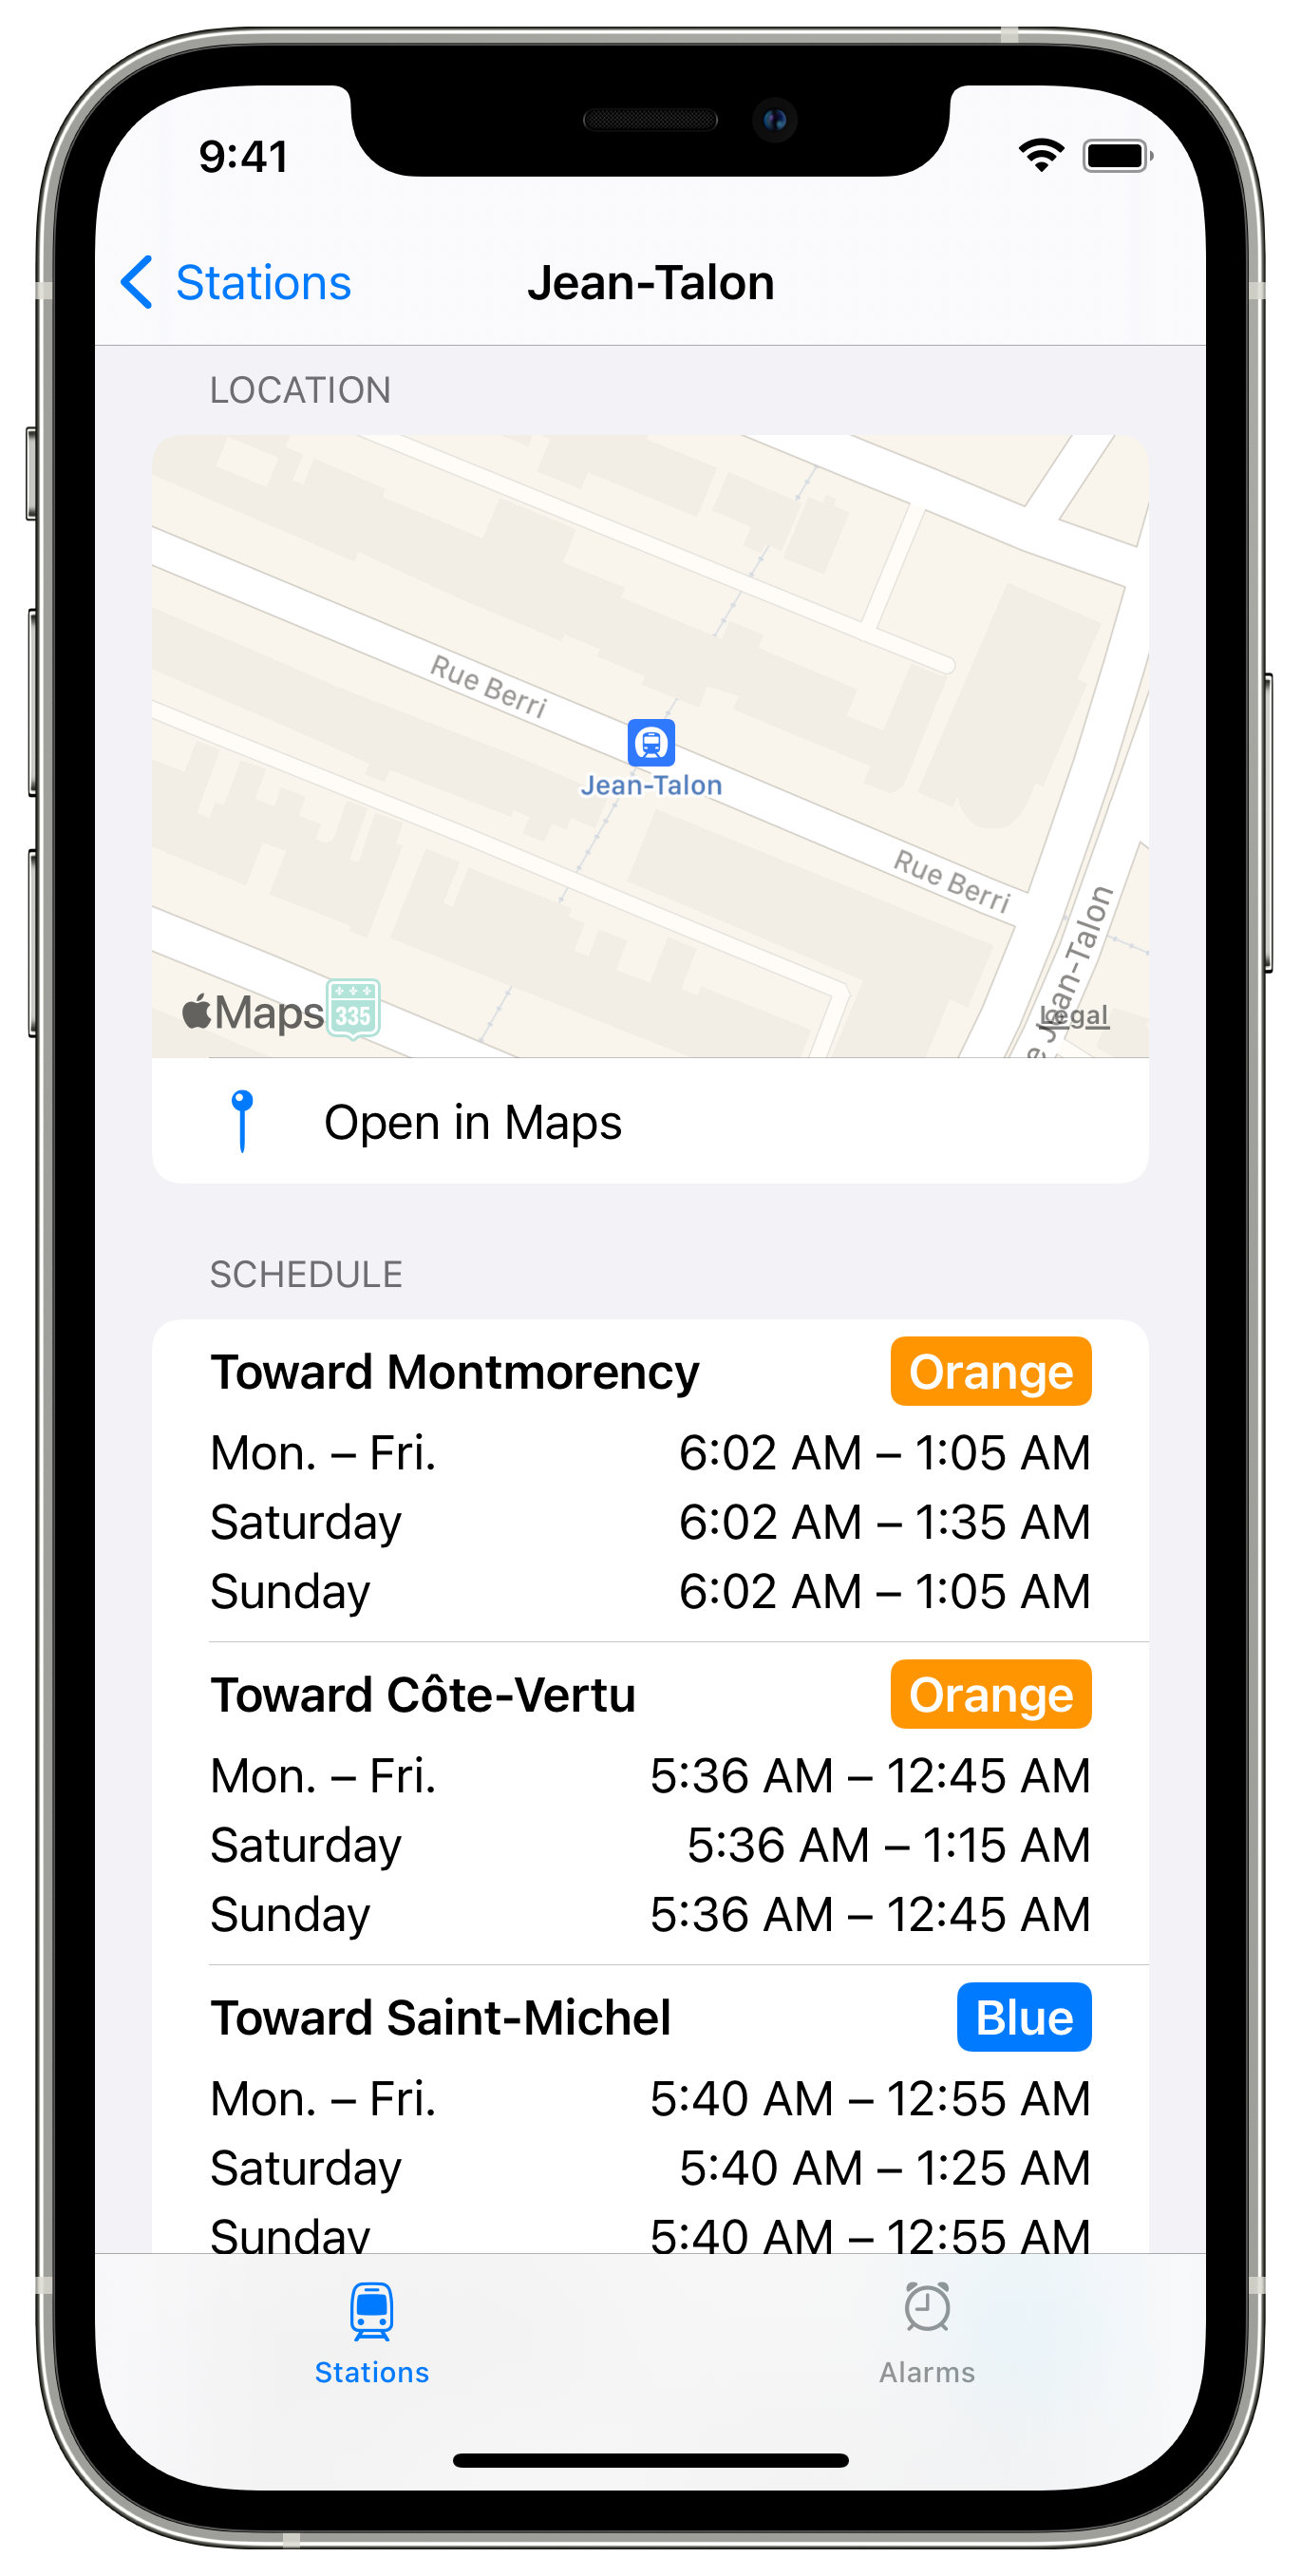 9:41
Stations
Jean-Talon
LOCATION
Rue Berri
Jean-Talon
Rue Berri
e Jean-Talon
Maps
335
Legal
Open in Maps
SCHEDULE
Toward Montmorency Orange
Mon. – Fri. 6:02 AM – 1:05 AM
Saturday 6:02 AM – 1:35 AM
Sunday 6:02 AM – 1:05 AM
Toward Côte-Vertu Orange
Mon. – Fri. 5:36 AM – 12:45 AM
Saturday 5:36 AM – 1:15 AM
Sunday 5:36 AM – 12:45 AM
Toward Saint-Michel Blue
Mon. – Fri. 5:40 AM – 12:55 AM
Saturday 5:40 AM – 1:25 AM
Sunday 5:40 AM – 12:55 AM
Stations
Alarms